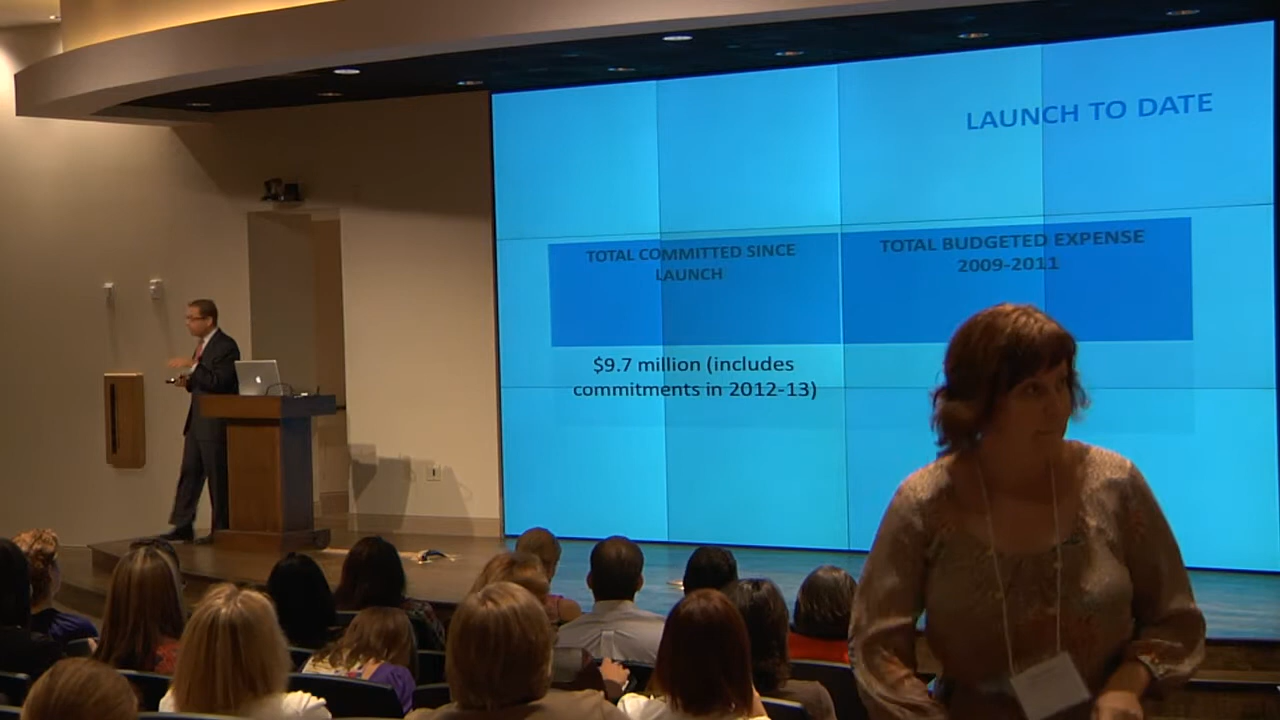 LAUNCH TO DATE
TOTAL COMMITTED SINCE
LAUNCH
TOTAL BUDGETED EXPENSE
2009-2011
$9.7 million (includes
commitments in 2012-13)